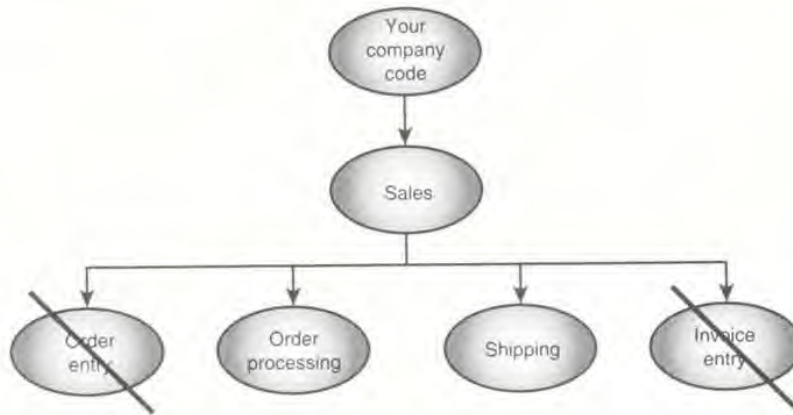 Your
company
code
Sales
Order
entry
Order
processing
Shipping
Invoice
entry